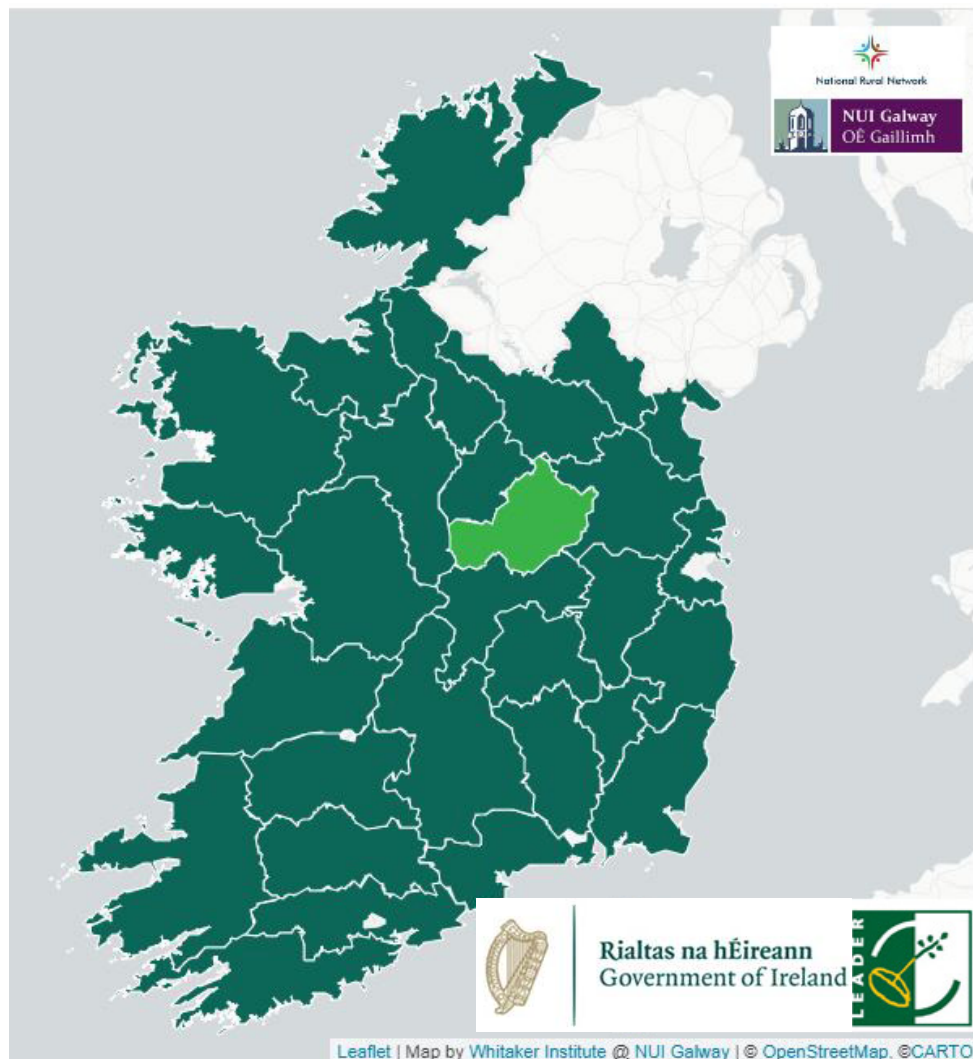 National Rural Network
NUI Galway
OÉ Gaillimh
Rialtas na hÉireann
Government of Ireland
LEADER
Leaflet | Map by Whitaker Institute @ NUI Galway | © OpenStreetMap, ©CARTO